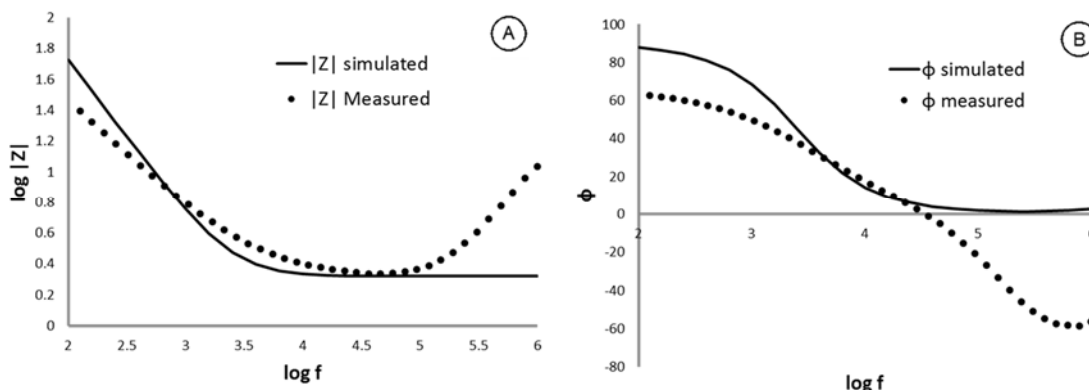 2
1.8
1.6
1.4
1.2
1
0.8
0.6
0.4
0.2
0
2 2.5 3 3.5 4 4.5 5 5.5 6
log |Z|
log f
|Z| simulated
|Z| Measured
A
100
80
60
40
20
0
-20
-40
-60
-80
2 3 4 5
ф
log f
ф simulated
ф measured
B